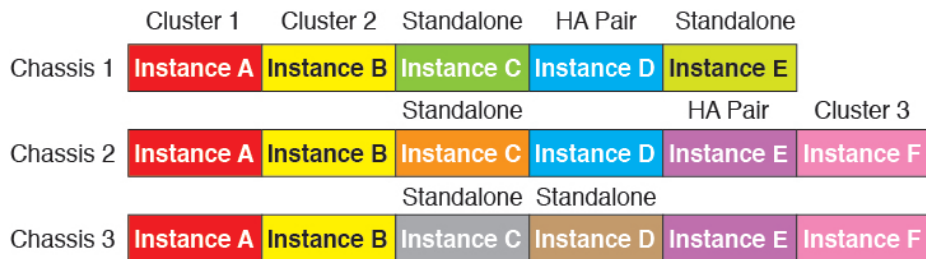 Cluster 1 Cluster 2 Standalone HA Pair Standalone
Chassis 1 Instance A Instance B Instance C Instance D Instance E
Standalone HA Pair Cluster 3
Chassis 2 Instance A Instance B Instance C Instance D Instance E Instance F
Standalone Standalone
Chassis 3 Instance A Instance B Instance C Instance D Instance E Instance F